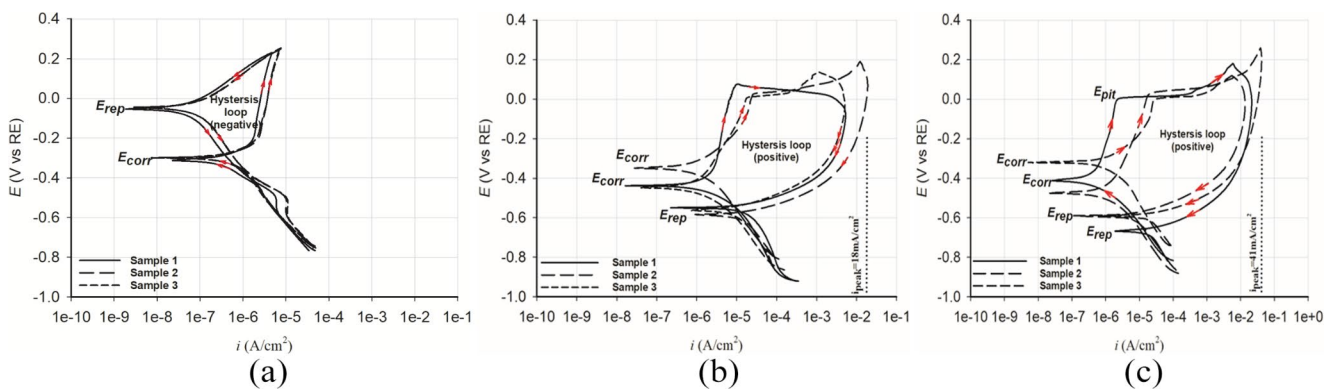 0.4
0.2
0.0
-0.2
-0.4
-0.6
-0.8
-1.0
E (V vs RE)
Erep
Ecorr
Hystersis
loop
(negative)
Sample 1
Sample 2
Sample 3
1e-10 1e-9 1e-8 1e-7 1e-6 1e-5 1e-4 1e-3 1e-2 1e-1
i (A/cm²)
(a)
0.4
0.2
0.0
-0.2
-0.4
-0.6
-0.8
-1.0
E (V vs RE)
Ecorr
Ecorr
Erep
Hystersis loop
(positive)
ipeak=18mA/cm²
Sample 1
Sample 2
Sample 3
1e-10 1e-9 1e-8 1e-7 1e-6 1e-5 1e-4 1e-3 1e-2 1e-1
i (A/cm²)
(b)
0.4
0.2
0.0
-0.2
-0.4
-0.6
-0.8
-1.0
E (V vs RE)
Epit
Ecorr
Ecorr
Erep
Erep
Hystersis loop
(positive)
ipeak=41mA/cm²
Sample 1
Sample 2
Sample 3
1e-10 1e-9 1e-8 1e-7 1e-6 1e-5 1e-4 1e-3 1e-2 1e-1 1e+0
i (A/cm²)
(c)